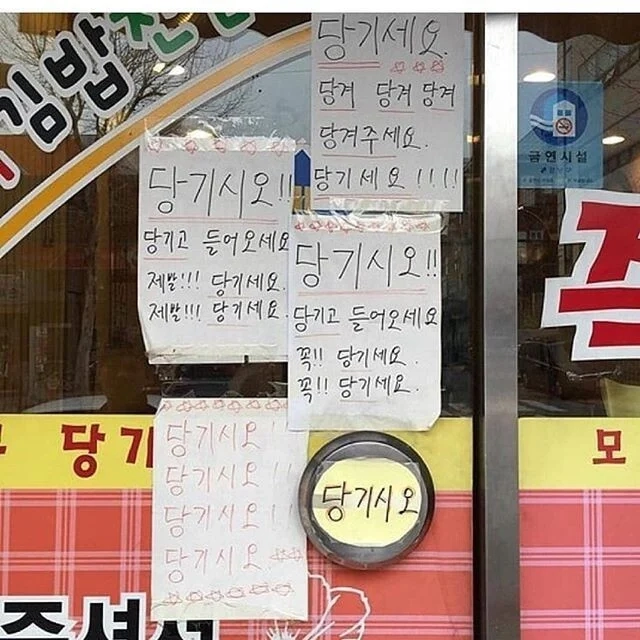 김밥천
당기세요.
당겨 당겨 당겨
당겨주세요.
당기세요 !!!!
금연시설
당기시오!!
당기고 들어오세요
제발!!! 당기세요.
제발!!! 당기세요.
당기시오!!
당기고 들어오세요
꼭!! 당기세요.
꼭!! 당기세요.
당기시오!
당기시오!!
당기시오!!
당기시오
당기시오
당기
모
주셔서